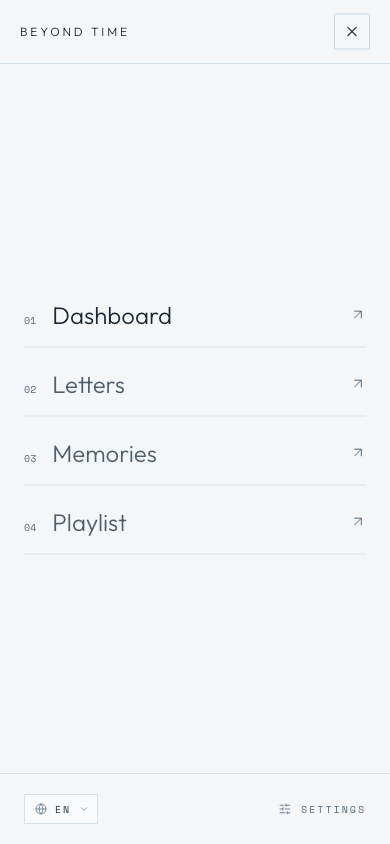 BEYOND TIME
01 Dashboard
02 Letters
03 Memories
04 Playlist
EN
SETTINGS